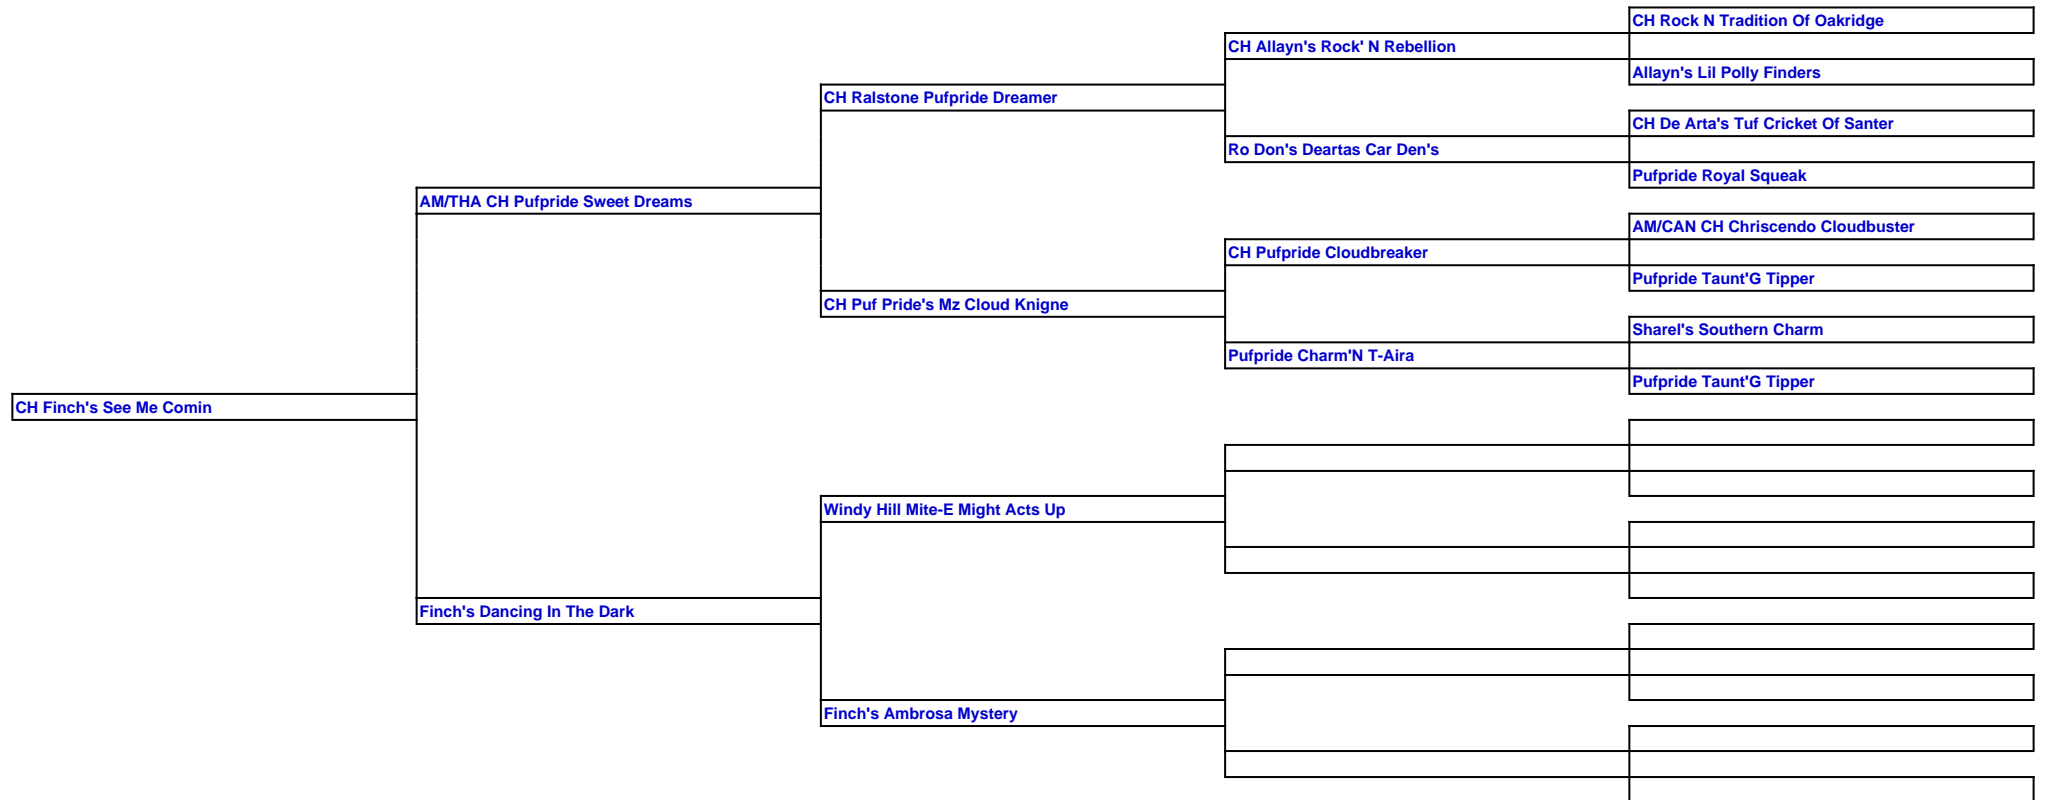 CH Rock N Tradition Of Oakridge
CH Allayn's Rock' N Rebellion
Allayn's Lil Polly Finders
CH Ralstone Pufpride Dreamer
CH De Arta's Tuf Cricket Of Santer
Ro Don's Deartas Car Den's
Pufpride Royal Squeak
AM/THA CH Pufpride Sweet Dreams
AM/CAN CH Chriscendo Cloudbuster
CH Pufpride Cloudbreaker
Pufpride Taunt'G Tipper
CH Puf Pride's Mz Cloud Knigne
Sharel's Southern Charm
Pufpride Charm'N T-Aira
Pufpride Taunt'G Tipper
CH Finch's See Me Comin
Windy Hill Mite-E Might Acts Up
Finch's Dancing In The Dark
Finch's Ambrosa Mystery